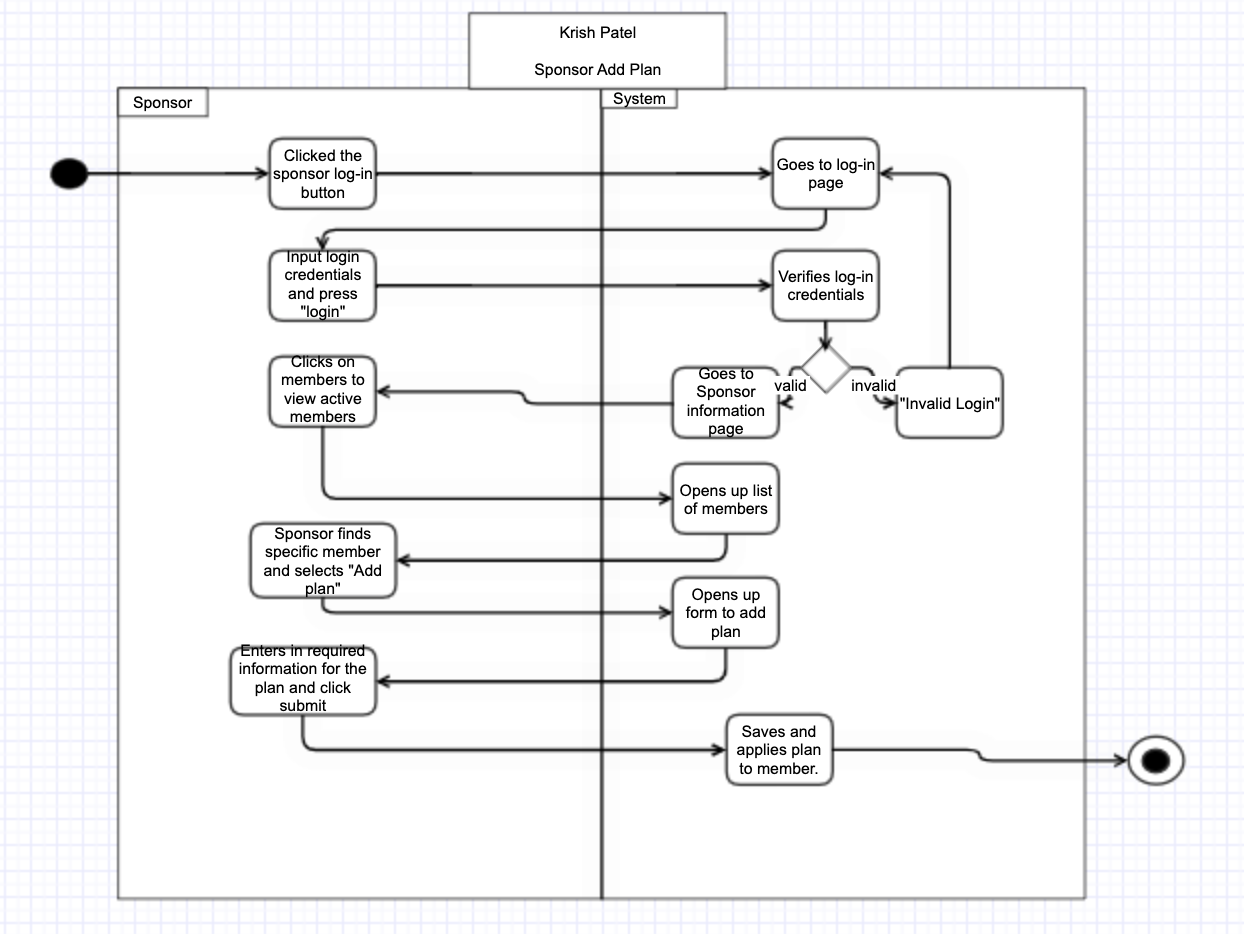 Krish Patel
Sponsor Add Plan
Sponsor
System
Clicked the
sponsor log-in
button
Goes to log-in
page
Input login
credentials
and press
"login"
Verifies log-in
credentials
Clicks on
members to
view active
members
Goes to
Sponsor
information
page
valid
invalid
"Invalid Login"
Opens up list
of members
Sponsor finds
specific member
and selects "Add
plan"
Opens up
form to add
plan
Enters in required
information for the
plan and click
submit
Saves and
applies plan
to member.